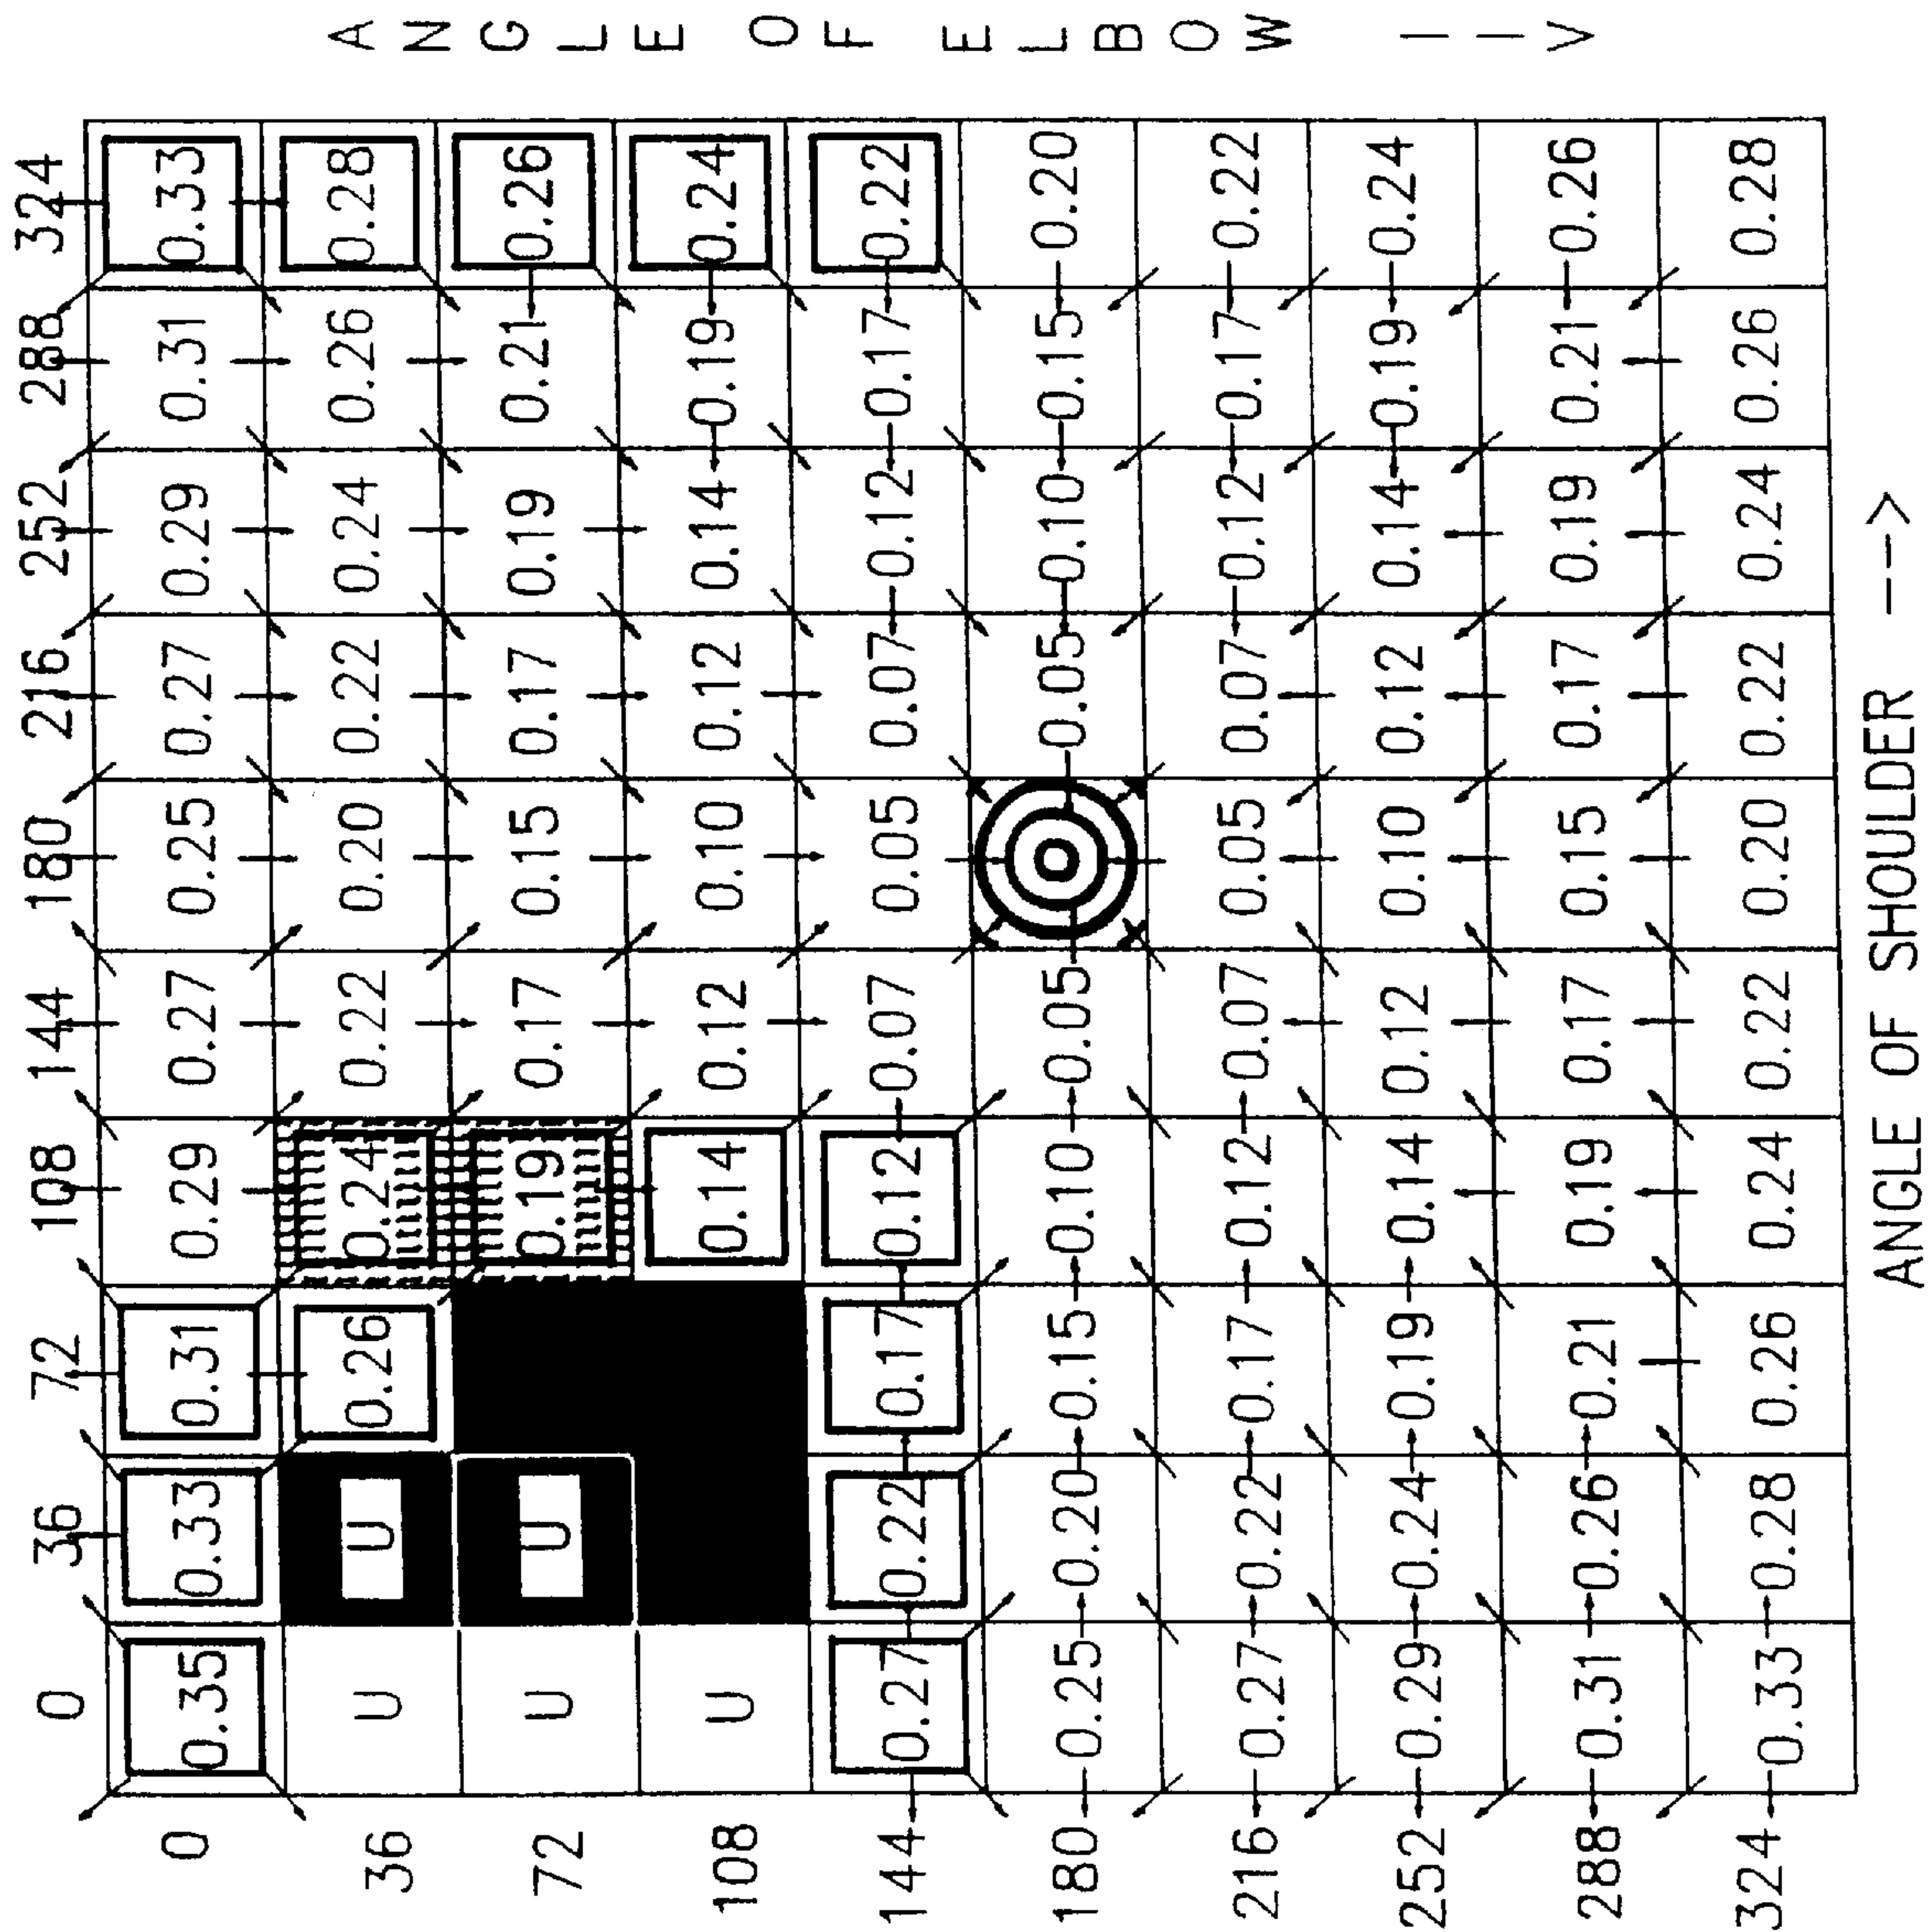 0 36 72 108 144 180 216 252 288 324
0 0.35 0.33 0.31 0.29 0.27 0.25 0.27 0.29 0.31 0.33
36 U U 0.26 0.24 0.22 0.20 0.22 0.24 0.26 0.28
72 U U 0.19 0.17 0.15 0.17 0.19 0.21 0.26
108 U 0.14 0.12 0.10 0.12 0.14 0.19 0.24
144 0.27 0.22 0.17 0.12 0.07 0.05 0.07 0.12 0.17 0.22
180 0.25 0.20 0.15 0.10 0.05 0.05 0.10 0.15 0.20
216 0.27 0.22 0.17 0.12 0.07 0.05 0.07 0.12 0.17 0.22
252 0.29 0.24 0.19 0.14 0.12 0.10 0.12 0.14 0.19 0.24
288 0.31 0.26 0.21 0.19 0.17 0.15 0.17 0.19 0.21 0.26
324 0.33 0.28 0.26 0.24 0.22 0.20 0.22 0.24 0.26 0.28
ANGLE OF SHOULDER -->
ANGLE OF ELBOW | | V